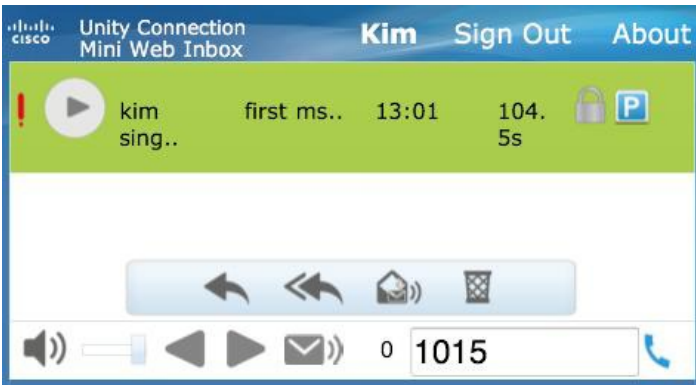 cisco Unity Connection Kim Sign Out About
Mini Web Inbox
kim first ms.. 13:01 104. P
sing.. 5s
0 1015